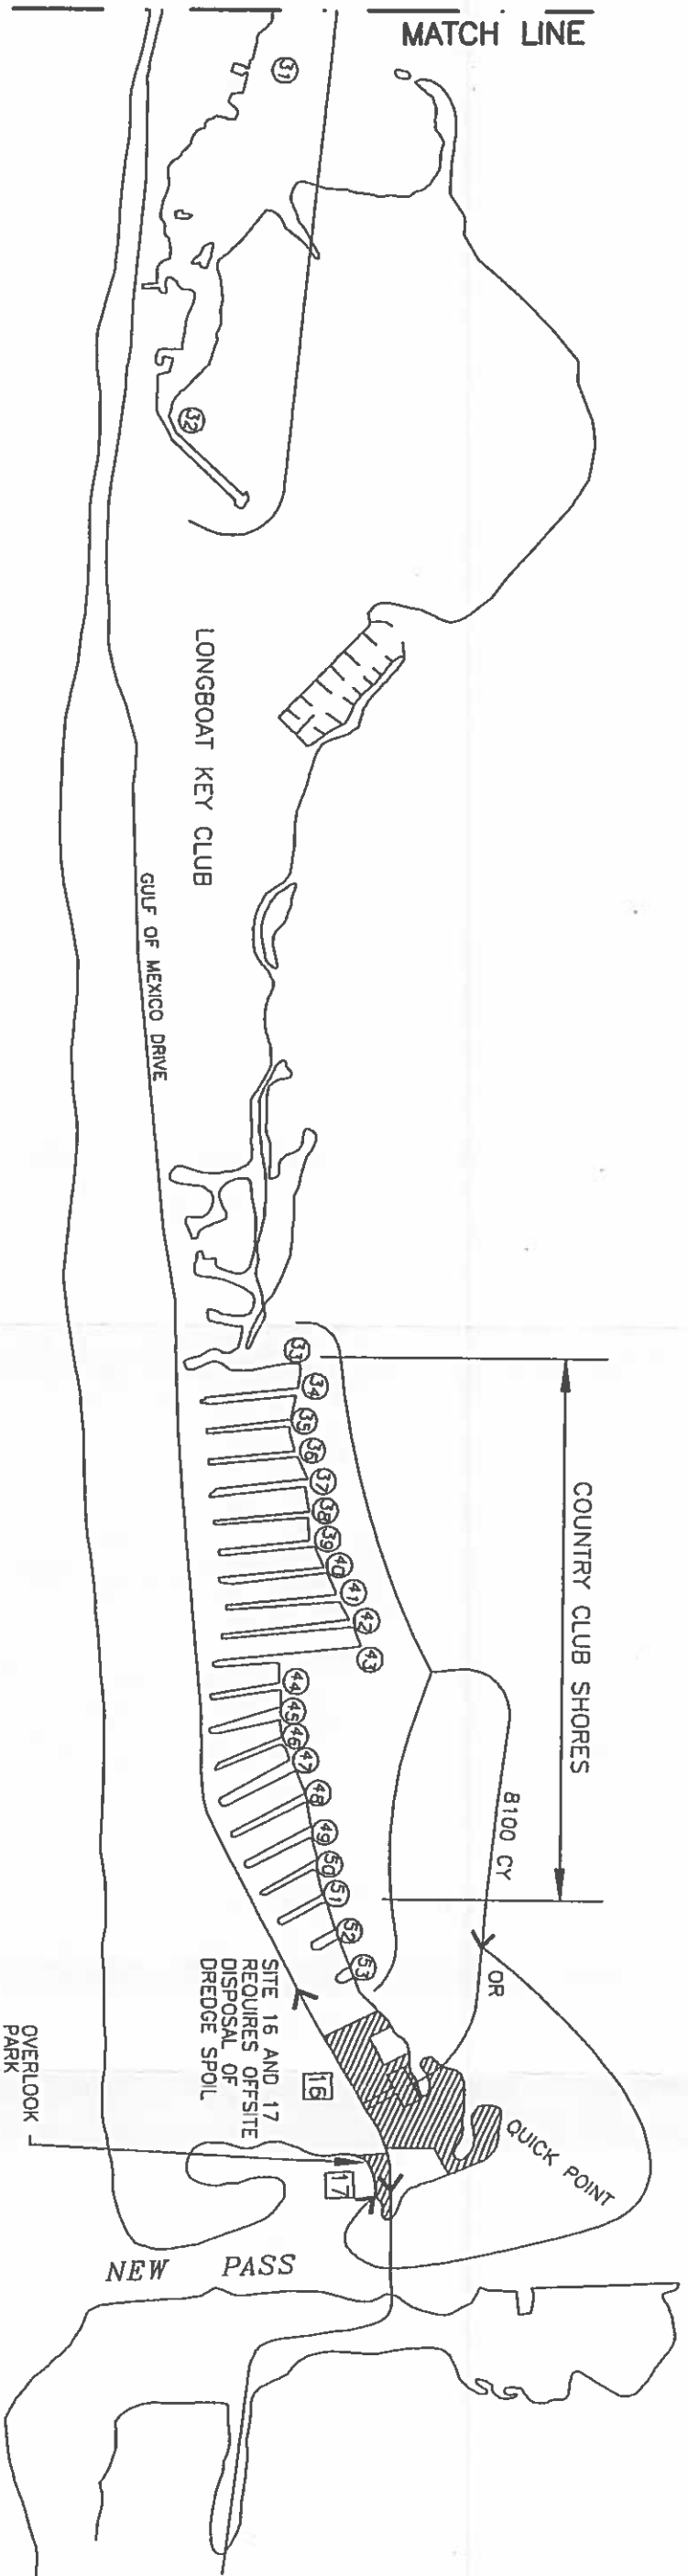 MATCH LINE
31
32
LONGBOAT KEY CLUB
GULF OF MEXICO DRIVE
33
34
35
36
37
38
39
40
41
42
43
44
45
46
47
48
49
50
51
52
53
COUNTRY CLUB SHORES
8100 CY
OR
SITE 16 AND 17
REQUIRES OFFSITE
DISPOSAL OF
DREDGE SPOIL
16
QUICK POINT
17
OVERLOOK
PARK
NEW PASS